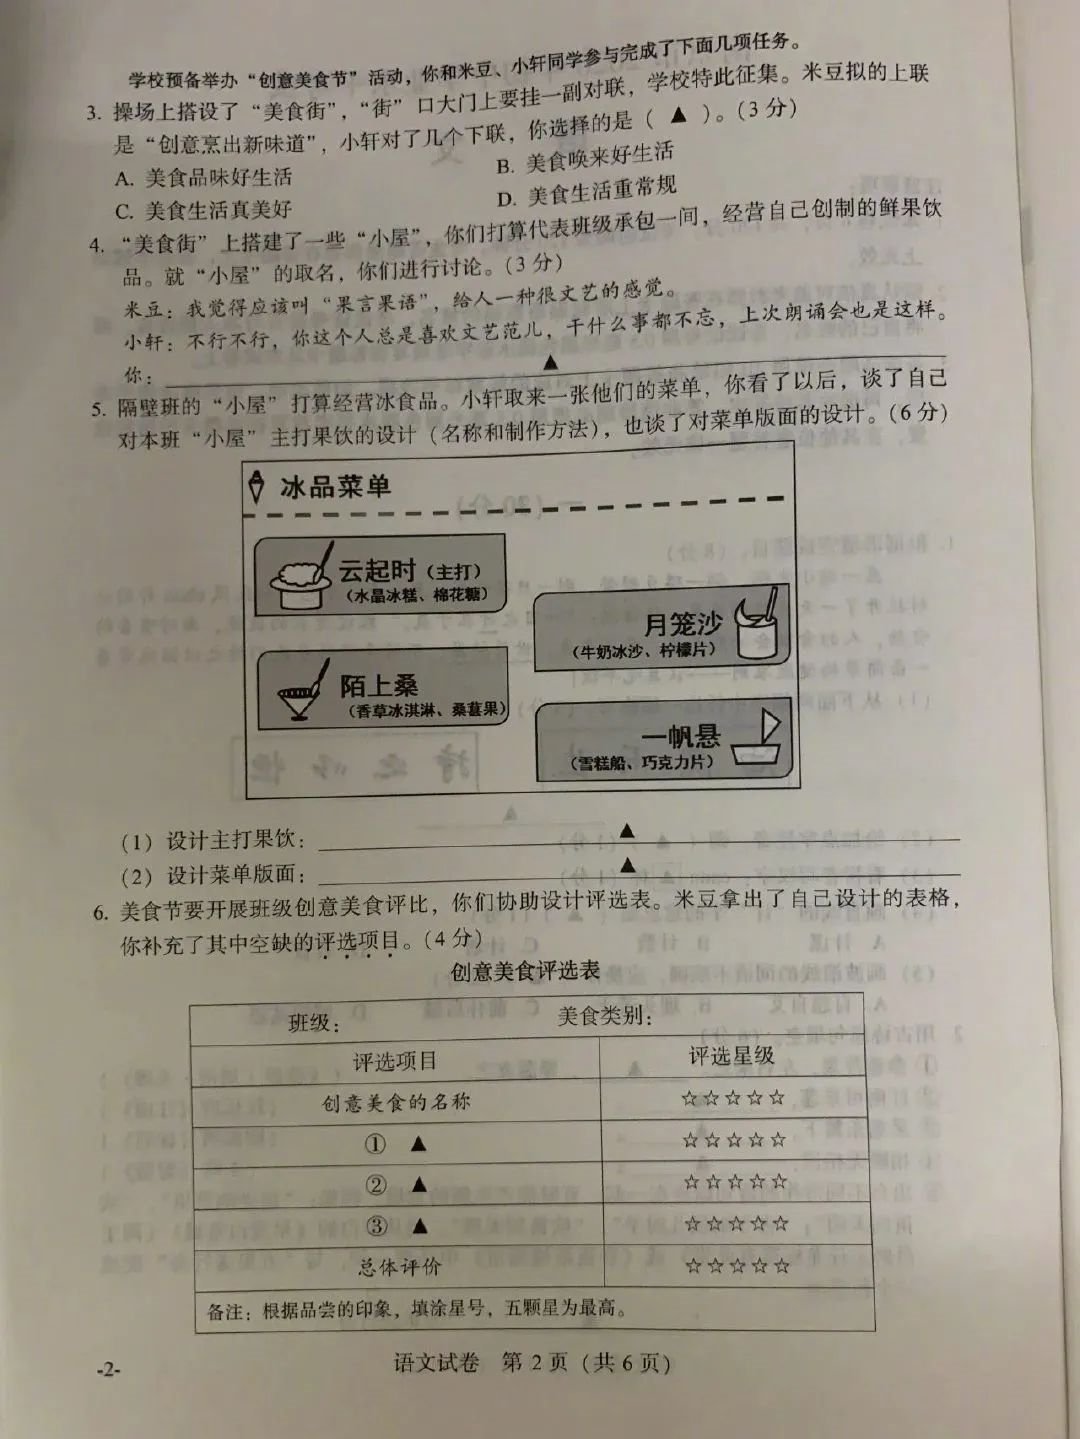 学校预备举办“创意美食节”活动，你和米豆、小轩同学参与完成了下面几项任务。
3. 操场上搭设了“美食街”，“街”口大门上要挂一副对联，学校特此征集。米豆拟的上联
是“创意烹出新味道”，小轩对了几个下联，你选择的是（ ▲ ）。（3 分）
A. 美食品味好生活
B. 美食唤来好生活
C. 美食生活真美好
D. 美食生活重常规
4. “美食街”上搭建了一些“小屋”，你们打算代表班级承包一间，经营自己创制的鲜果饮
品。就“小屋”的取名，你们进行讨论。（3 分）
米豆：我觉得应该叫“果言果语”，给人一种很文艺的感觉。
小轩：不行不行，你这个人总是喜欢文艺范儿，干什么事都不忘，上次朗诵会也是这样。
你：▲
5. 隔壁班的“小屋”打算经营冰食品。小轩取来一张他们的菜单，你看了以后，谈了自己
对本班“小屋”主打果饮的设计（名称和制作方法），也谈了对菜单版面的设计。（6 分）
冰品菜单
云起时（主打）
（水晶冰糕、棉花糖）
月笼沙
（牛奶冰沙、柠檬片）
陌上桑
（香草冰淇淋、桑葚果）
一帆悬
（雪糕船、巧克力片）
（1）设计主打果饮：▲
（2）设计菜单版面：▲
6. 美食节要开展班级创意美食评比，你们协助设计评选表。米豆拿出了自己设计的表格，
你补充了其中空缺的评选项目。（4 分）
创意美食评选表
班级： 美食类别：
评选项目 评选星级
创意美食的名称 ☆☆☆☆☆
① ▲ ☆☆☆☆☆
② ▲ ☆☆☆☆☆
③ ▲ ☆☆☆☆☆
总体评价 ☆☆☆☆☆
备注：根据品尝的印象，填涂星号，五颗星为最高。
-2-
语文试卷 第 2 页（共 6 页）